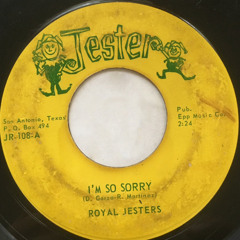 Jester
San Antonio, Texas
P.O. Box 494
JR-108-A
Pub.
Epp Music Co.
2:24
I'M SO SORRY
(D. Garza-R. Martinez)
ROYAL JESTERS